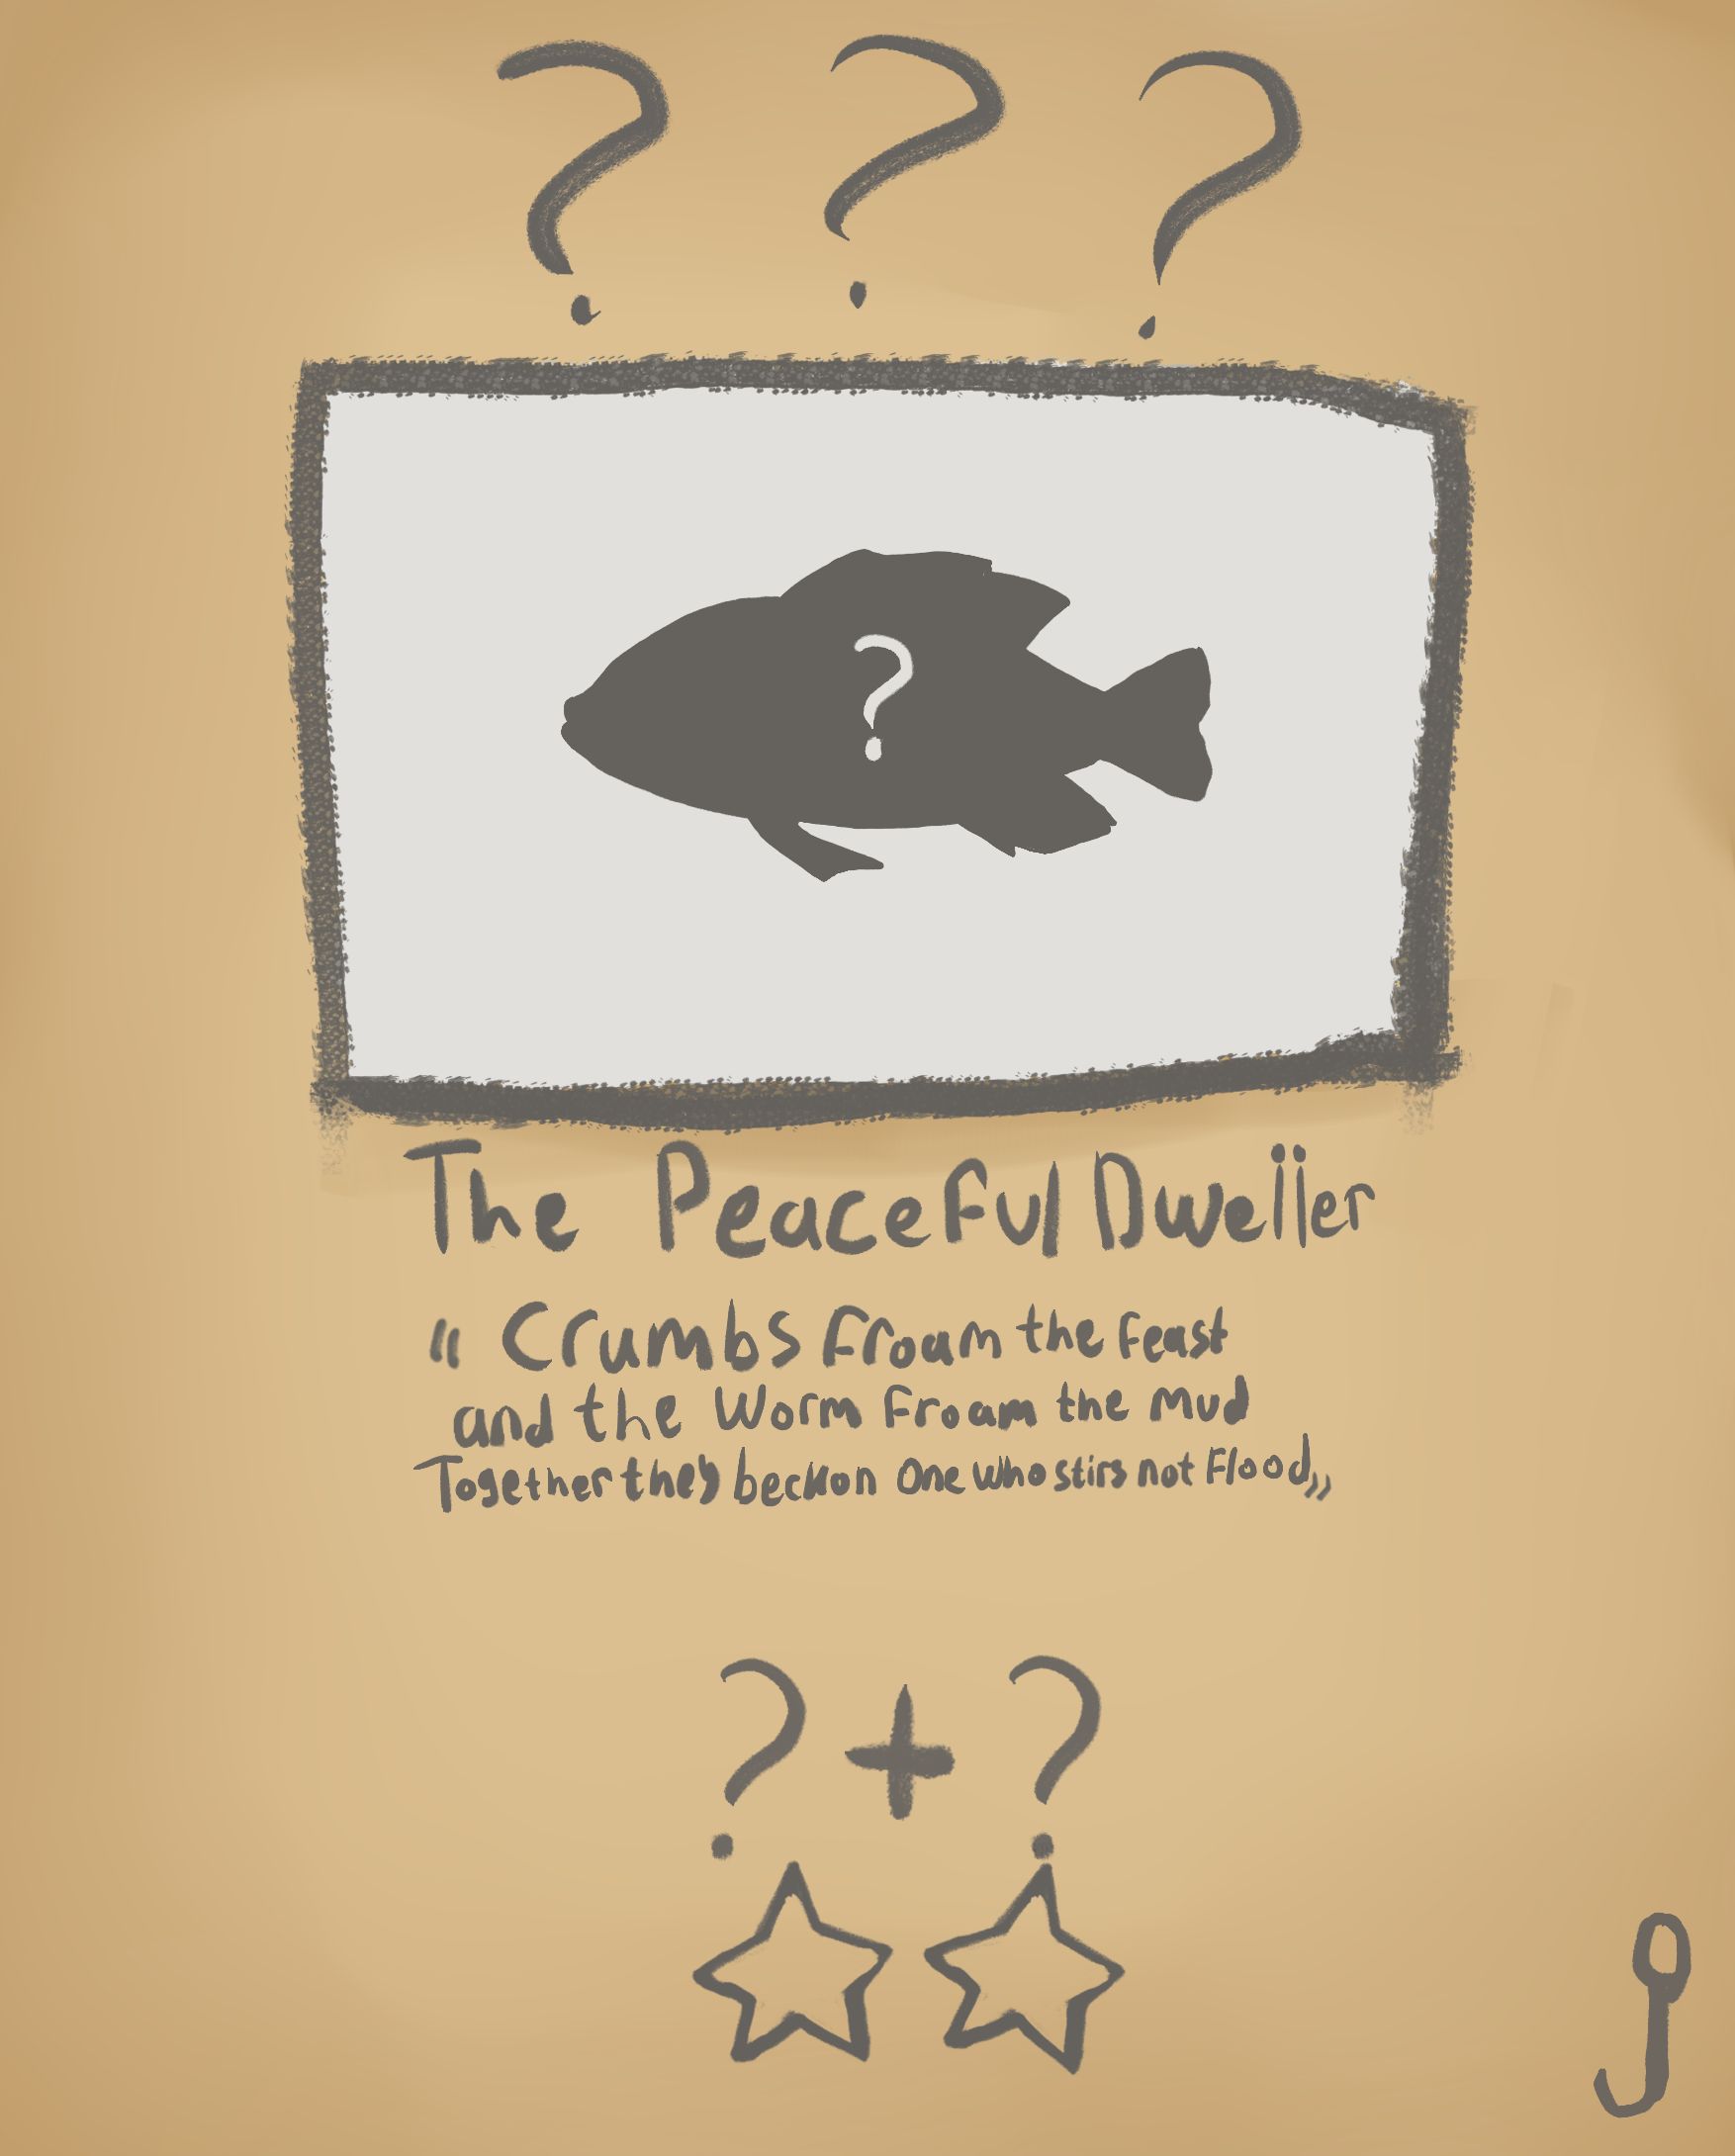 ? ? ?
?
The Peaceful Dweller
“ Crumbs froam the feast
and the Worm froam the Mud
Together they beckon One Who stirs not Flood„
? + ?